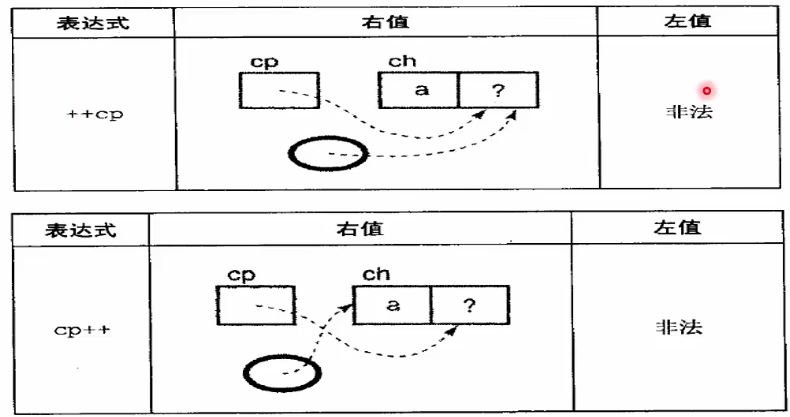 表达式 右值 左值
cp ch
a ?
++cp 非法
表达式 右值 左值
cp ch
a ?
cp++ 非法